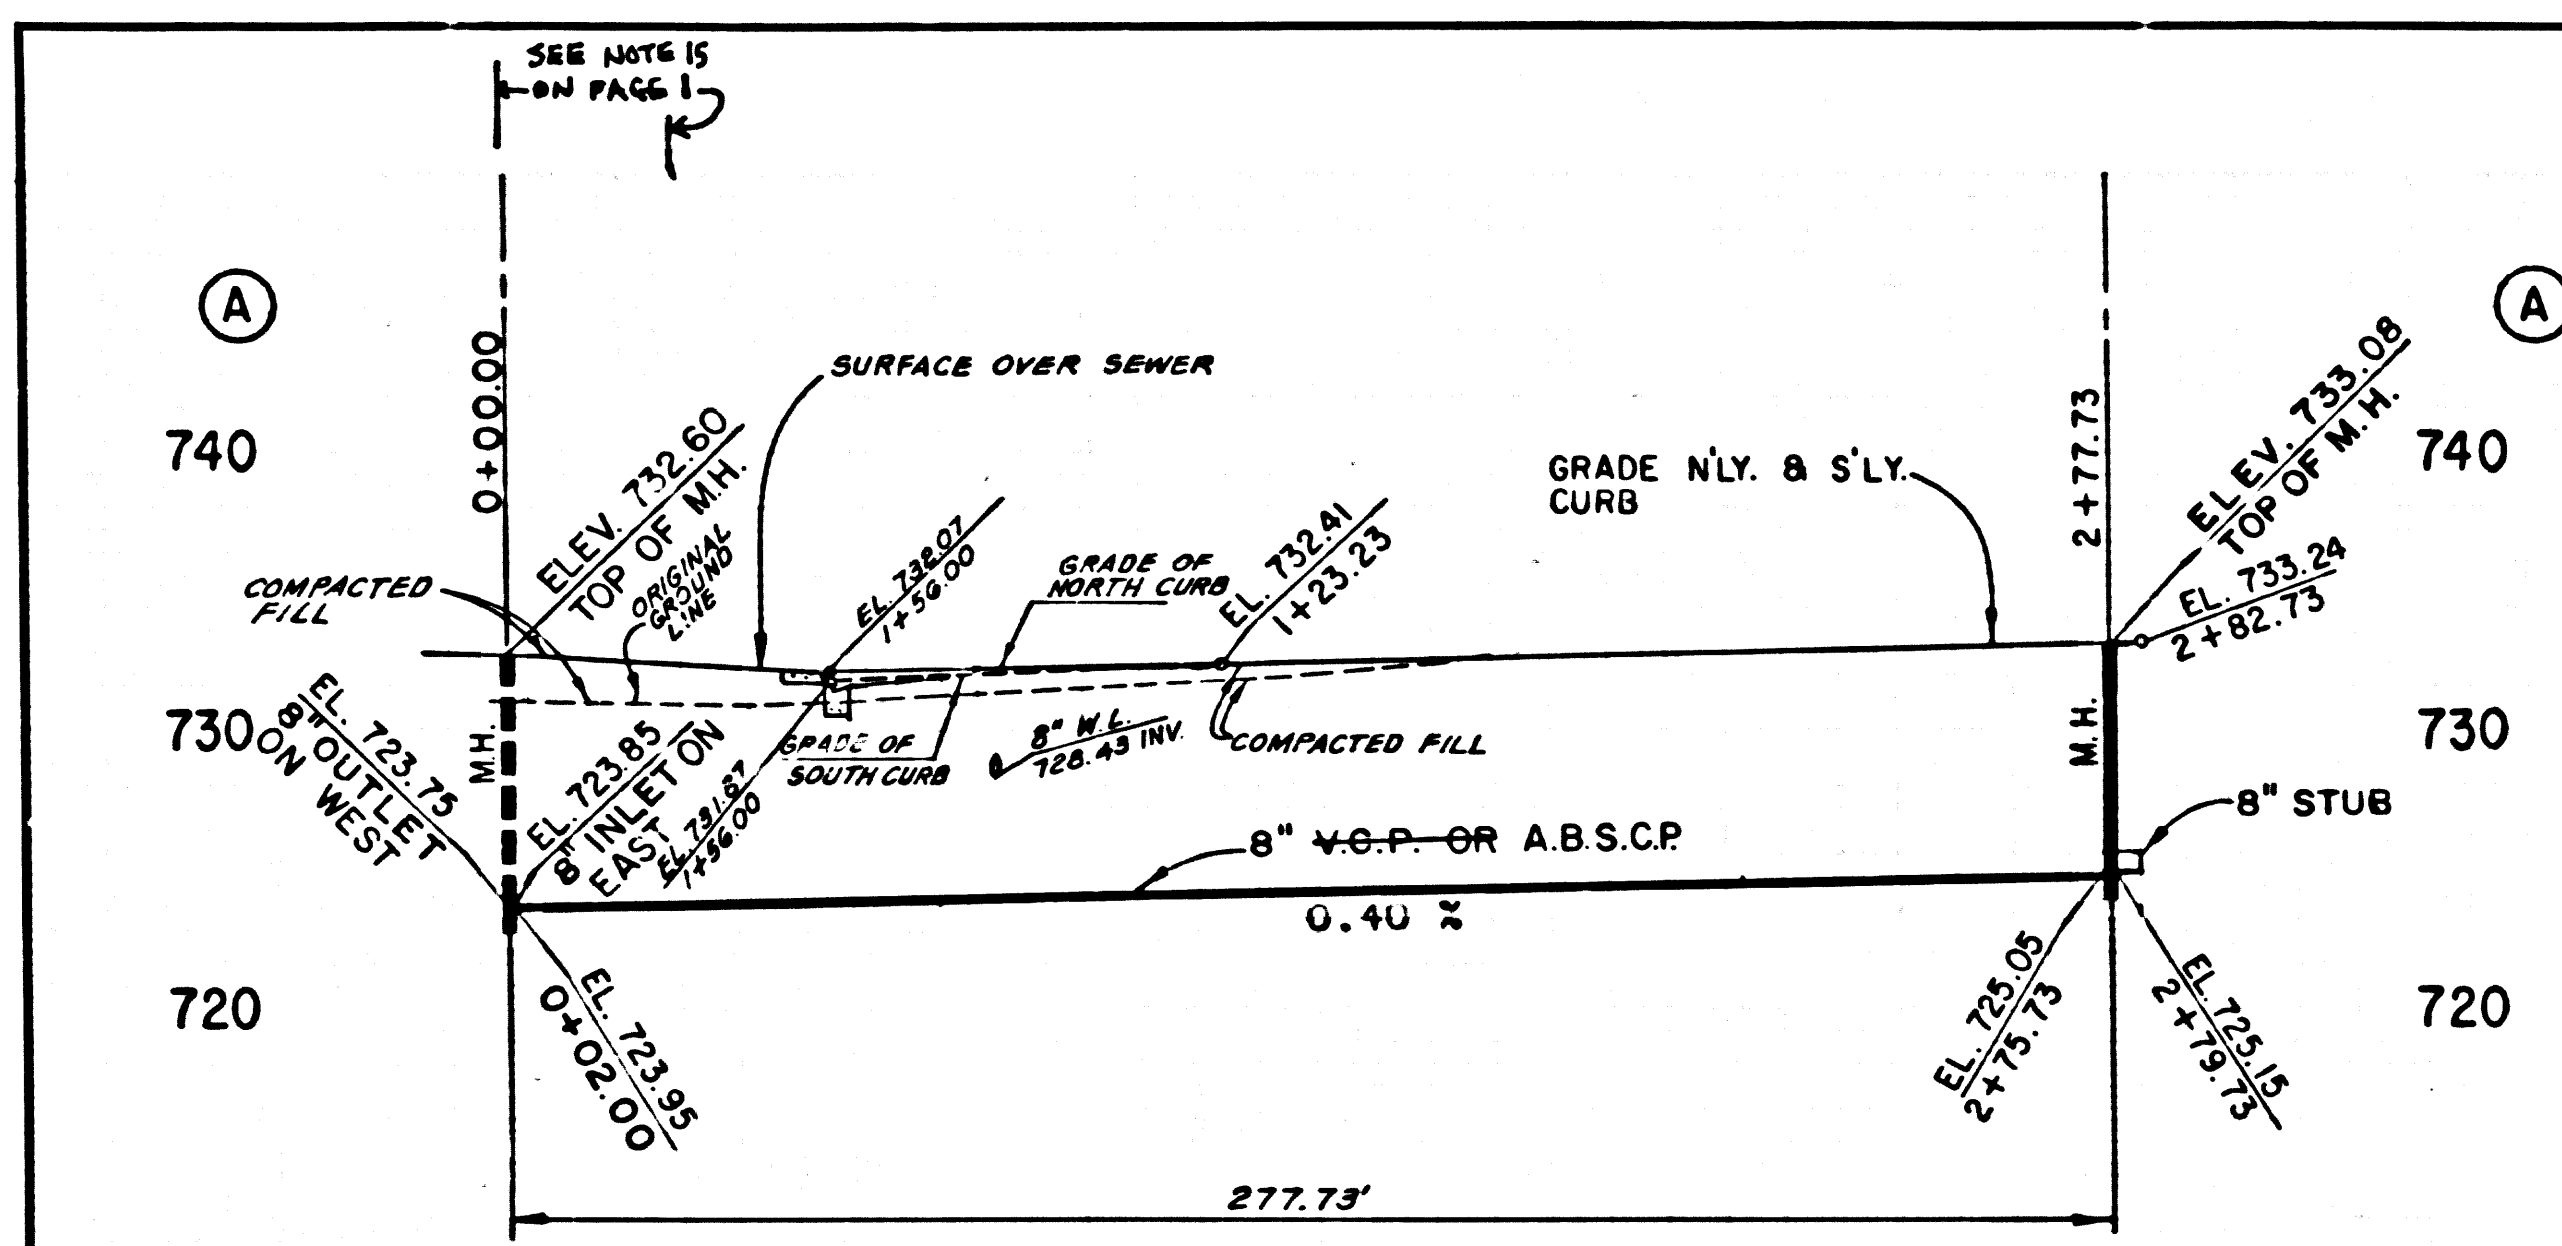 SEE NOTE 15
ON PAGE 1
A
A
0+00.00
SURFACE OVER SEWER
740
ELEV. 732.60
TOP OF M.H.
ORIGINAL
GROUND
LINE
COMPACTED
FILL
EL. 732.07
1+56.00
GRADE OF
NORTH CURB
EL. 732.41
1+23.23
GRADE N'LY. & S'LY.
CURB
2+77.73
ELEV. 733.08
TOP OF M.H.
740
EL. 733.24
2+82.73
730
EL. 723.75
8" OUTLET
ON WEST
M.H.
EL. 723.85
8" INLET ON
EAST
EL. 731.87
1+56.00
GRADE OF
SOUTH CURB
8" W.L.
728.43 INV.
COMPACTED FILL
M.H.
730
8" STUB
8" V.C.P. OR A.B.S.C.P.
0.40 %
720
EL. 723.95
0+02.00
EL. 725.05
2+75.73
EL. 725.15
2+79.73
720
277.73'